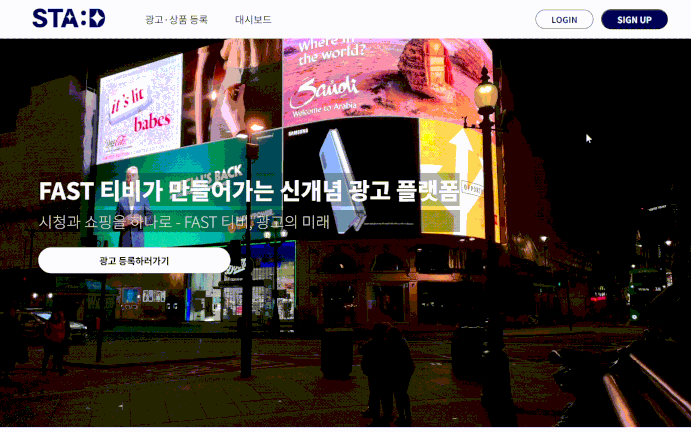 STA:D
광고·상품 등록
대시보드
LOGIN
SIGN UP
Where in
the world?
Saudi
Welcome to Arabia
it's lit
babes
SAMSUNG
BACK
FAST 티비가 만들어가는 신개념 광고 플랫폼
시청과 쇼핑을 하나로 - FAST 티비, 광고의 미래
광고 등록하러가기